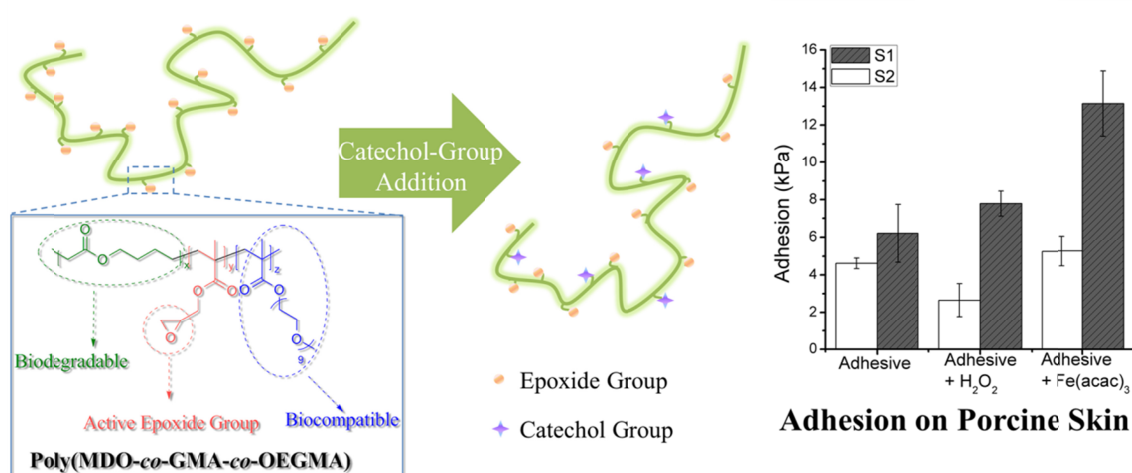 Catechol-Group
Addition
O
O
x
y
z
O
O
O
O
O
O
9
Biodegradable
Active Epoxide Group
Biocompatible
Poly(MDO-co-GMA-co-OEGMA)
Epoxide Group
Catechol Group
16
14
12
10
8
6
4
2
0
Adhesion (kPa)
S1
S2
Adhesive
Adhesive
+ H₂O₂
Adhesive
+ Fe(acac)₃
Adhesion on Porcine Skin